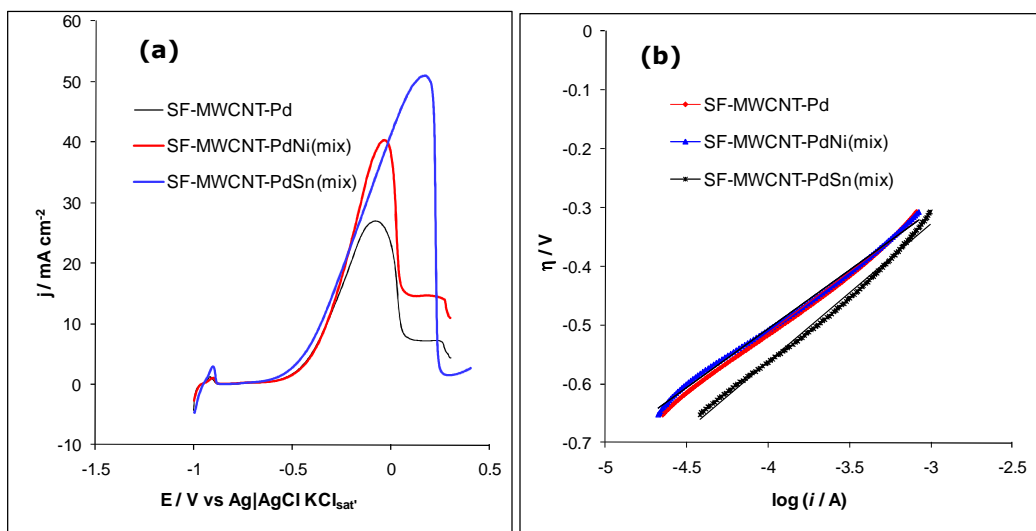 (a)
60
50
40
30
20
10
0
-10
j / mA cm-2
SF-MWCNT-Pd
SF-MWCNT-PdNi(mix)
SF-MWCNT-PdSn(mix)
-1.5
-1
-0.5
0
0.5
E / V vs Ag|AgCl KClsat'
(b)
0
-0.1
-0.2
-0.3
-0.4
-0.5
-0.6
-0.7
η / V
SF-MWCNT-Pd
SF-MWCNT-PdNi(mix)
SF-MWCNT-PdSn(mix)
-5
-4.5
-4
-3.5
-3
-2.5
log (i / A)